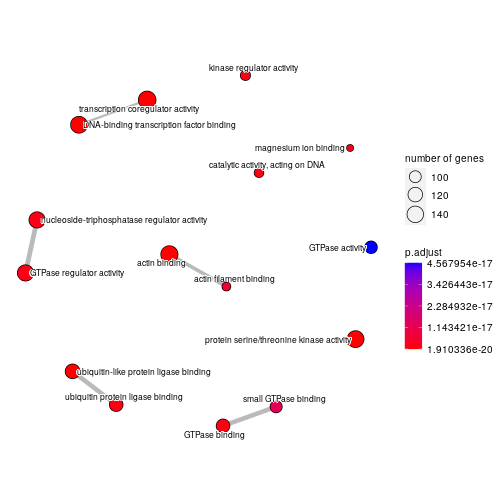 kinase regulator activity
transcription coregulator activity
DNA-binding transcription factor binding
magnesium ion binding
catalytic activity, acting on DNA
nucleoside-triphosphatase regulator activity
GTPase activity
actin binding
GTPase regulator activity
actin filament binding
protein serine/threonine kinase activity
ubiquitin-like protein ligase binding
ubiquitin protein ligase binding
small GTPase binding
GTPase binding
number of genes
100
120
140
p.adjust
4.567954e-17
3.426443e-17
2.284932e-17
1.143421e-17
1.910336e-20